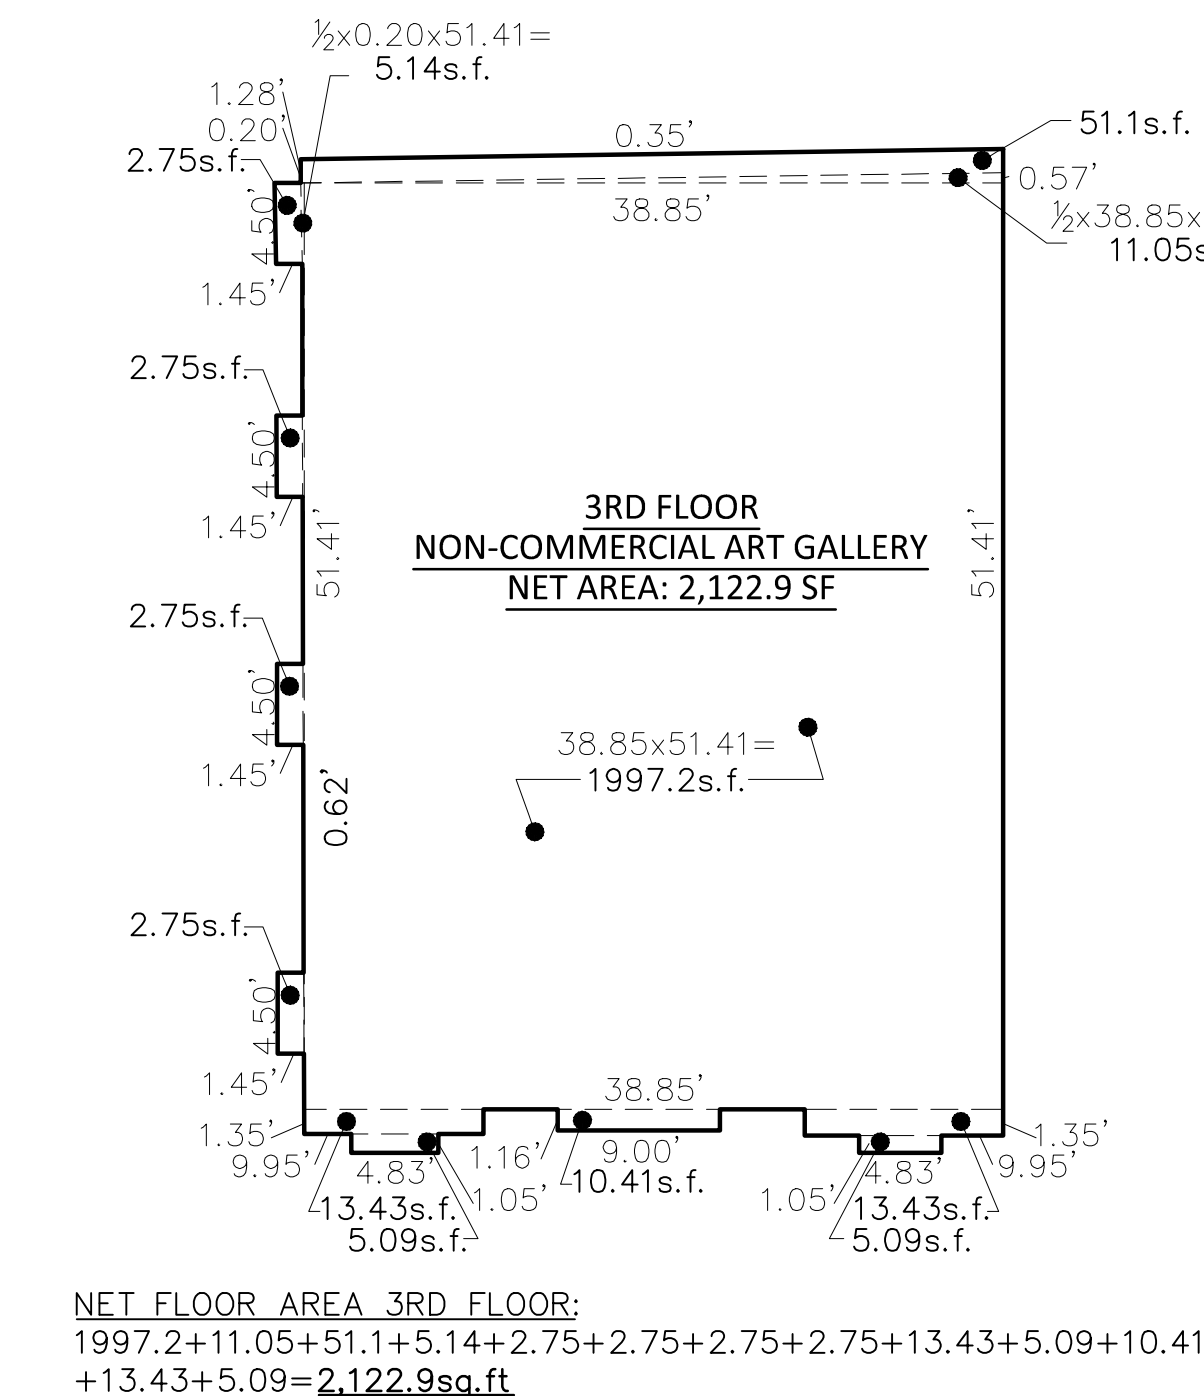 ½x0.20x51.41=
5.14s.f.
1.28'
0.20'
2.75s.f.
0.35'
51.1s.f.
0.57'
38.85'
½x38.85x
11.05s
4.50'
1.45'
2.75s.f.
4.50'
1.45'
51.41'
51.41'
3RD FLOOR
NON-COMMERCIAL ART GALLERY
NET AREA: 2,122.9 SF
2.75s.f.
4.50'
1.45'
0.62'
38.85x51.41=
1997.2s.f.
2.75s.f.
4.50'
1.45'
38.85'
1.35'
9.95'
4.83'
1.05'
13.43s.f.
5.09s.f.
1.16'
9.00'
10.41s.f.
1.05'
4.83'
1.35'
9.95'
13.43s.f.
5.09s.f.
NET FLOOR AREA 3RD FLOOR:
1997.2+11.05+51.1+5.14+2.75+2.75+2.75+2.75+13.43+5.09+10.41
+13.43+5.09=2,122.9sq.ft